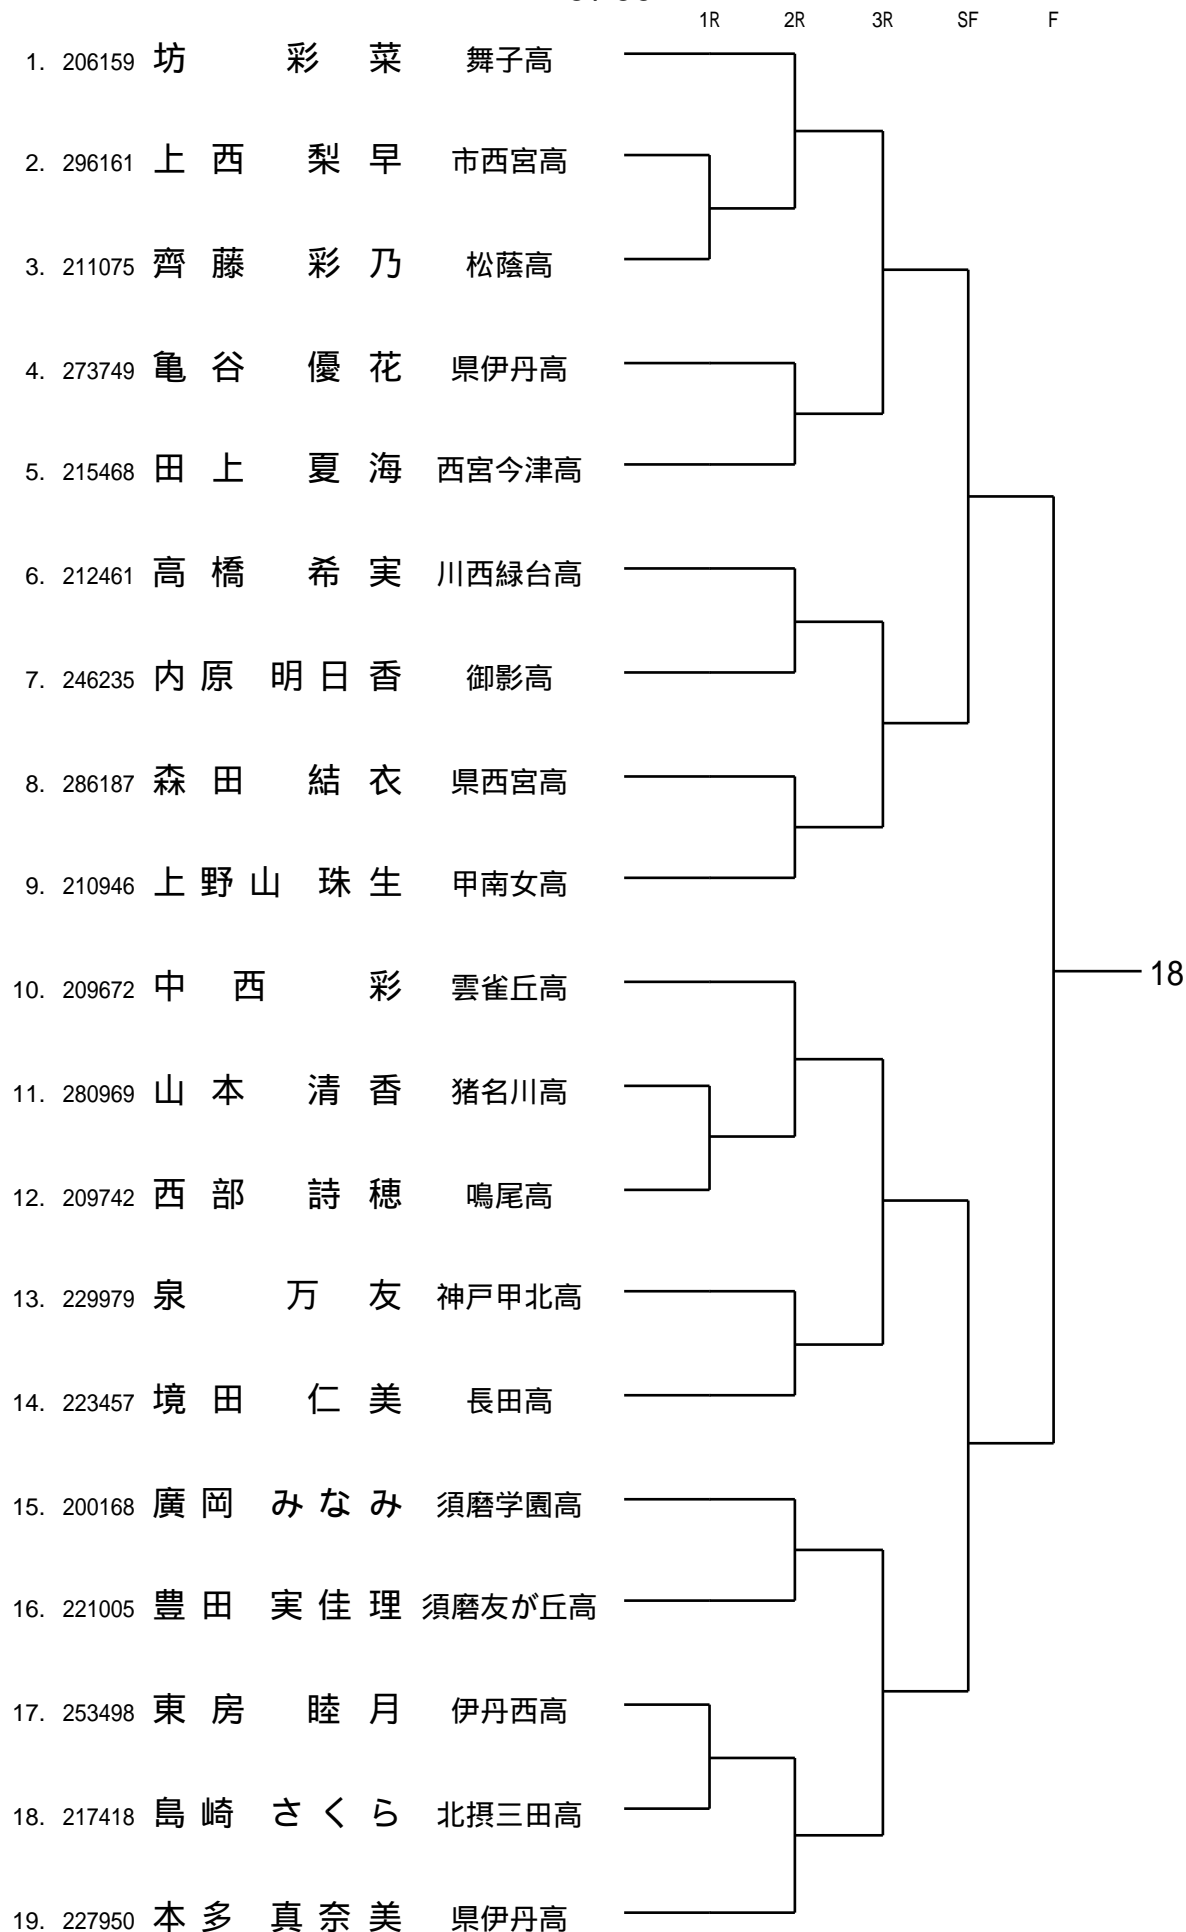 1R 2R 3R SF F
1. 206159 坊 彩 菜 舞子高
2. 296161 上 西 梨 早 市西宮高
3. 211075 齊 藤 彩 乃 松蔭高
4. 273749 亀 谷 優 花 県伊丹高
5. 215468 田 上 夏 海 西宮今津高
6. 212461 高 橋 希 実 川西緑台高
7. 246235 内 原 明 日 香 御影高
8. 286187 森 田 結 衣 県西宮高
9. 210946 上 野 山 珠 生 甲南女高
10. 209672 中 西 彩 雲雀丘高
18
11. 280969 山 本 清 香 猪名川高
12. 209742 西 部 詩 穂 鳴尾高
13. 229979 泉 万 友 神戸甲北高
14. 223457 境 田 仁 美 長田高
15. 200168 廣 岡 み な み 須磨学園高
16. 221005 豊 田 実 佳 理 須磨友が丘高
17. 253498 東 房 睦 月 伊丹西高
18. 217418 島 崎 さ く ら 北摂三田高
19. 227950 本 多 真 奈 美 県伊丹高